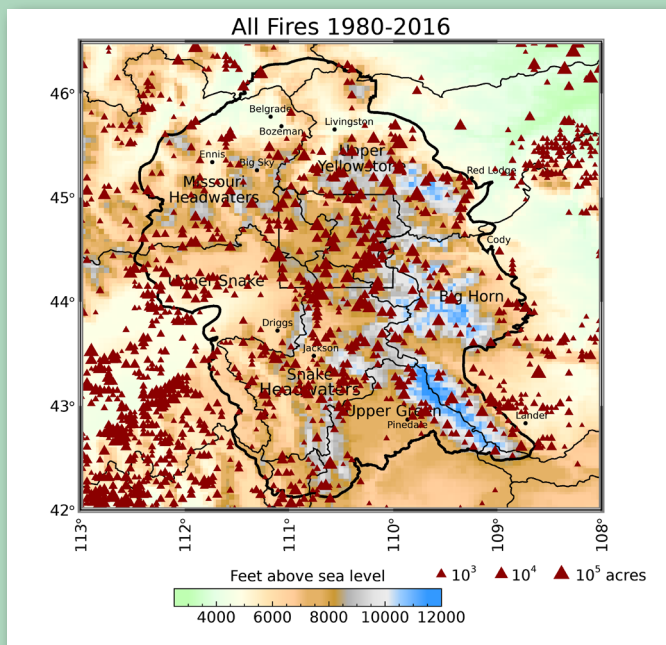 All Fires 1980-2016
46°
45°
44°
43°
42°
Belgrade
Bozeman
Livingston
Ennis
Big Sky
Upper
Yellowston
Red Lodge
Missouri
Headwaters
Cody
Upper Snake
Big Horn
Driggs
Jackson
Snake
Headwaters
Upper Green
Pinedale
Lander
113°
112°
111°
110°
109°
108°
Feet above sea level
10³
10⁴
10⁵ acres
4000 6000 8000 10000 12000